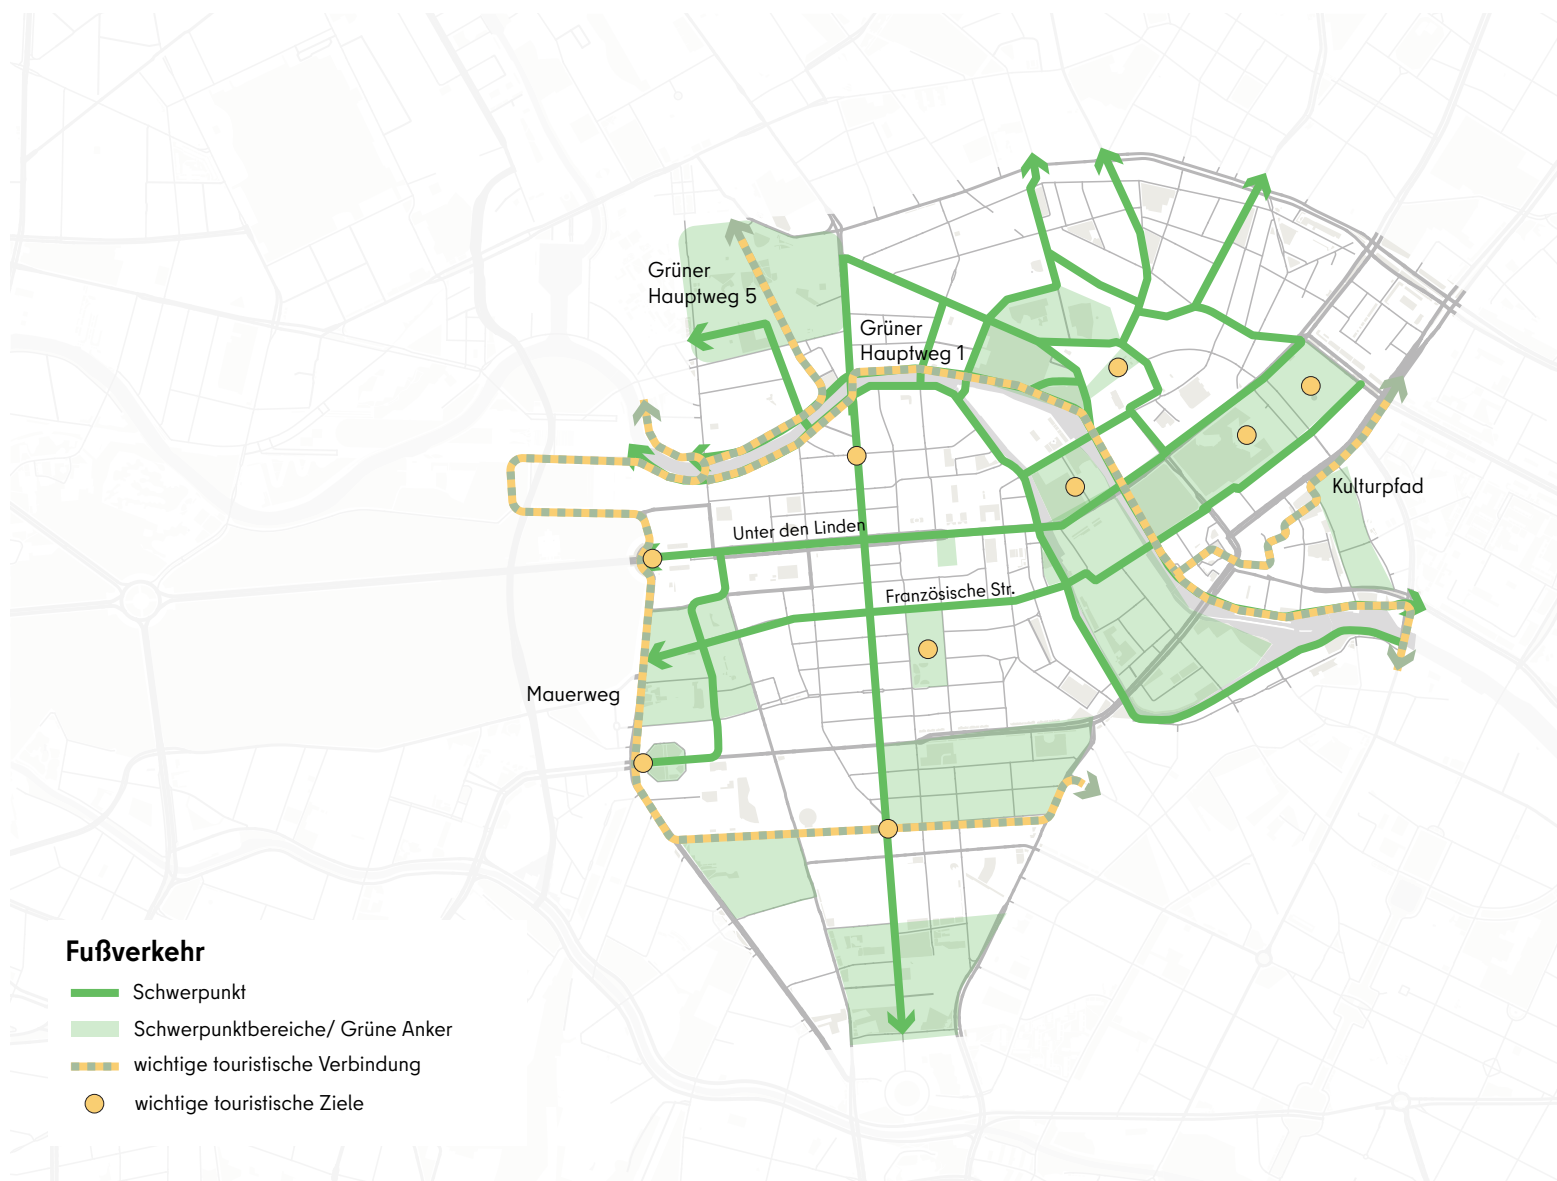 Grüner
Hauptweg 5
Grüner
Hauptweg 1
Kulturpfad
Unter den Linden
Französische Str.
Mauerweg
Fußverkehr
Schwerpunkt
Schwerpunktbereiche/ Grüne Anker
wichtige touristische Verbindung
wichtige touristische Ziele